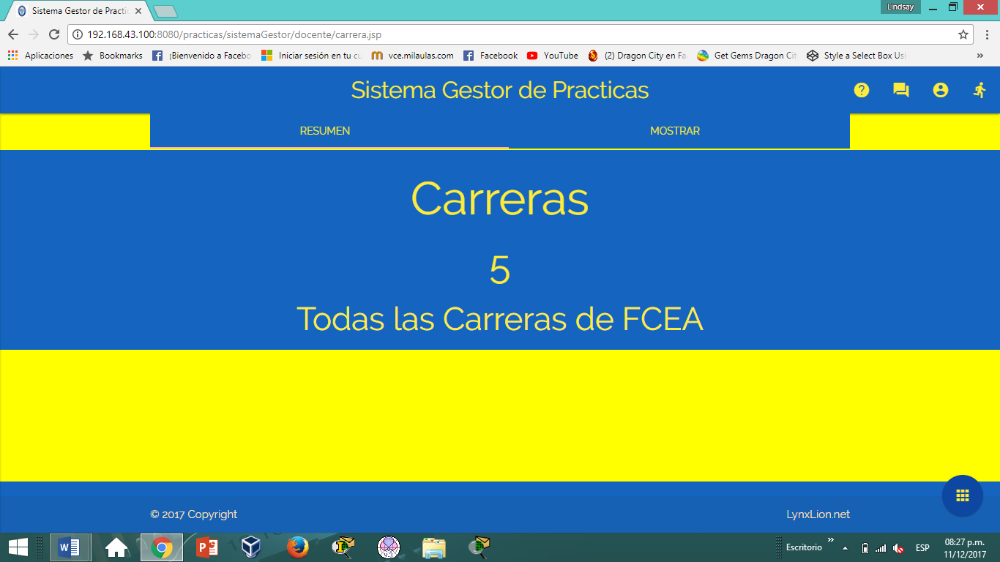 Lindsay
Sistema Gestor de Practic
192.168.43.100:8080/practicas/sistemaGestor/docente/carrera.jsp
Aplicaciones Bookmarks ¡Bienvenido a Facebo Iniciar sesión en tu cu vce.milaulas.com Facebook YouTube (2) Dragon City en Fa Get Gems Dragon Cit Style a Select Box Usi »
Sistema Gestor de Practicas
RESUMEN MOSTRAR
Carreras
5
Todas las Carreras de FCEA
© 2017 Copyright LynxLion.net
Escritorio » ESP 08:27 p.m.
11/12/2017